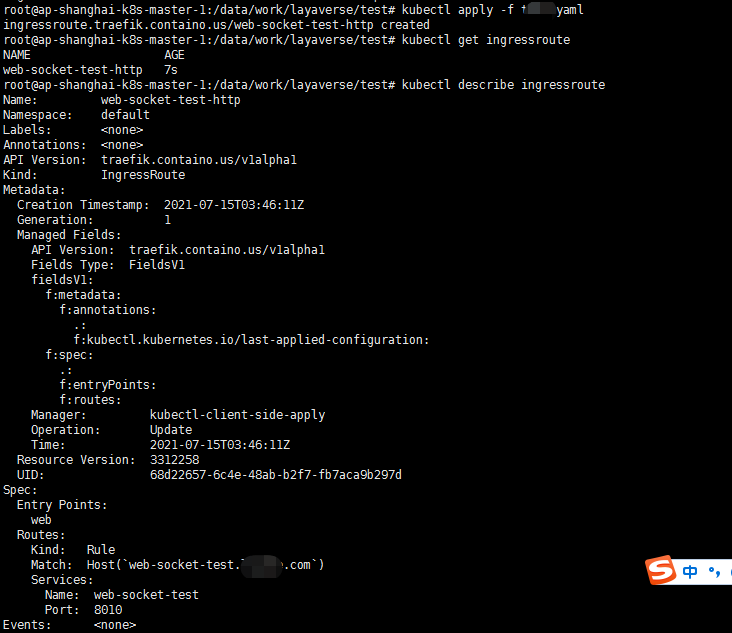 root@ap-shanghai-k8s-master-1:/data/work/layaverse/test# kubectl apply -f t yaml
ingressroute.traefik.containo.us/web-socket-test-http created
root@ap-shanghai-k8s-master-1:/data/work/layaverse/test# kubectl get ingressroute
NAME AGE
web-socket-test-http 7s
root@ap-shanghai-k8s-master-1:/data/work/layaverse/test# kubectl describe ingressroute
Name: web-socket-test-http
Namespace: default
Labels: <none>
Annotations: <none>
API Version: traefik.containo.us/v1alpha1
Kind: IngressRoute
Metadata:
Creation Timestamp: 2021-07-15T03:46:11Z
Generation: 1
Managed Fields:
API Version: traefik.containo.us/v1alpha1
Fields Type: FieldsV1
fieldsV1:
f:metadata:
f:annotations:
.:
f:kubectl.kubernetes.io/last-applied-configuration:
f:spec:
.:
f:entryPoints:
f:routes:
Manager: kubectl-client-side-apply
Operation: Update
Time: 2021-07-15T03:46:11Z
Resource Version: 3312258
UID: 68d22657-6c4e-48ab-b2f7-fb7aca9b297d
Spec:
Entry Points:
web
Routes:
Kind: Rule
Match: Host(`web-socket-test. .com`)
Services:
Name: web-socket-test
Port: 8010
Events: <none>
S 中 °,